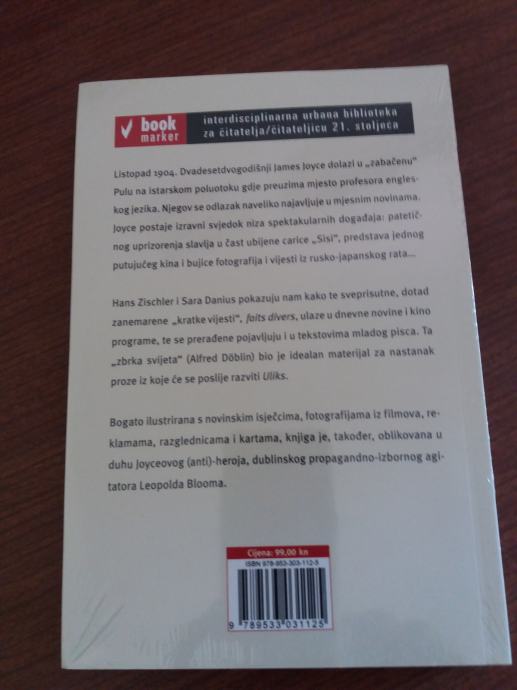 book
marker
interdisciplinarna urbana biblioteka
za čitatelja/čitateljicu 21. stoljeća
Listopad 1904. Dvadesetdvogodišnji James Joyce dolazi u „zabačenu"
Pulu na istarskom poluotoku gdje preuzima mjesto profesora engles-
kog jezika. Njegov se odlazak naveliko najavljuje u mjesnim novinama.
Joyce postaje izravni svjedok niza spektakularnih događaja: patetič-
nog uprizorenja slavlja u čast ubijene carice „Sisi", predstava jednog
putujućeg kina i bujice fotografija i vijesti iz rusko-japanskog rata...
Hans Zischler i Sara Danius pokazuju nam kako te sveprisutne, dotad
zanemarene „kratke vijesti", faits divers, ulaze u dnevne novine i kino
programe, te se prerađene pojavljuju i u tekstovima mladog pisca. Ta
„zbrka svijeta" (Alfred Döblin) bio je idealan materijal za nastanak
proze iz koje će se poslije razviti Uliks.
Bogato ilustrirana s novinskim isječcima, fotografijama iz filmova, re-
klamama, razglednicama i kartama, knjiga je, također, oblikovana u
duhu Joyceovog (anti)-heroja, dublinskog propagandno-izbornog agi-
tatora Leopolda Blooma.
Cijena: 99,00 kn
ISBN 978-953-303-112-5
9 789533 031125